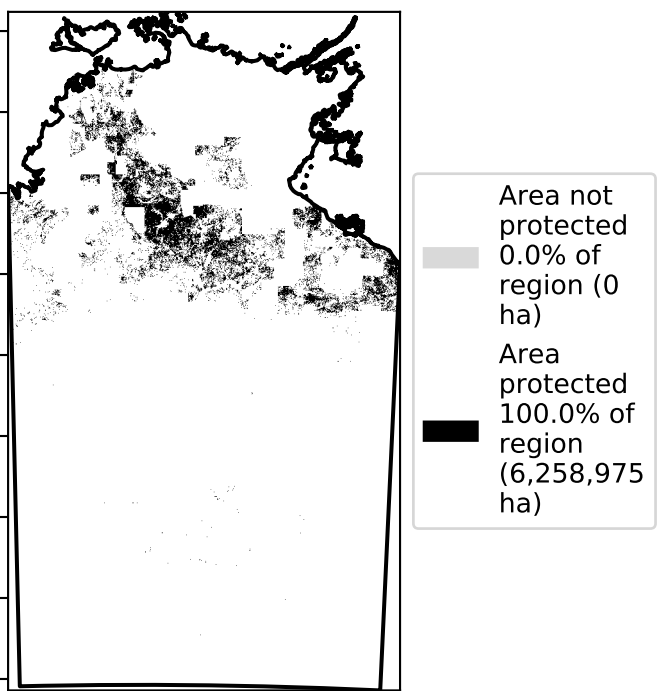 Area not
protected
0.0% of
region (0
ha)
Area
protected
100.0% of
region
(6,258,975
ha)